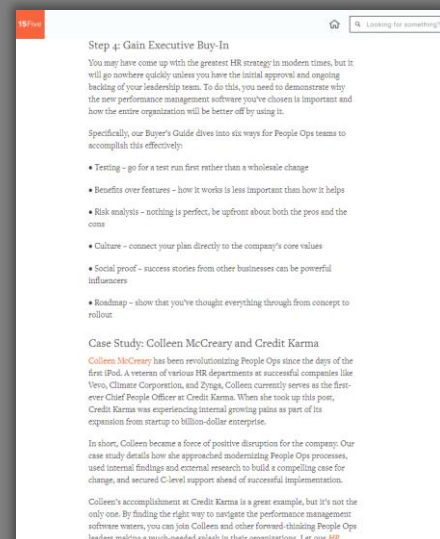 15Five
Looking for something?
Step 4: Gain Executive Buy-In
You may have come up with the greatest HR strategy in modern times, but it
will go nowhere quickly unless you have the initial approval and ongoing
backing of your leadership team. To do this, you need to demonstrate why
the new performance management software you've chosen is important and
how the entire organization will be better off by using it.
Specifically, our Buyer's Guide dives into six ways for People Ops teams to
accomplish this effectively:
• Testing – go for a test run first rather than a wholesale change
• Benefits over features – how it works is less important than how it helps
• Risk analysis – nothing is perfect, be upfront about both the pros and the
cons
• Culture – connect your plan directly to the company's core values
• Social proof – success stories from other businesses can be powerful
influencers
• Roadmap – show that you've thought everything through from concept to
rollout
Case Study: Colleen McCreary and Credit Karma
Colleen McCreary has been revolutionizing People Ops since the days of the
first iPod. A veteran of various HR departments at successful companies like
Vevo, Climate Corporation, and Zynga, Colleen currently serves as the first-
ever Chief People Officer at Credit Karma. When she took up this post,
Credit Karma was experiencing internal growing pains as part of its
expansion from startup to billion-dollar enterprise.
In short, Colleen became a force of positive disruption for the company. Our
case study details how she approached modernizing People Ops processes,
used internal findings and external research to build a compelling case for
change, and secured C-level support ahead of successful implementation.
Colleen's accomplishment at Credit Karma is a great example, but it's not the
only one. By finding the right way to navigate the performance management
software waters, you can join Colleen and other forward-thinking People Ops
leaders making a much-needed splash in their organizations. Let our HR